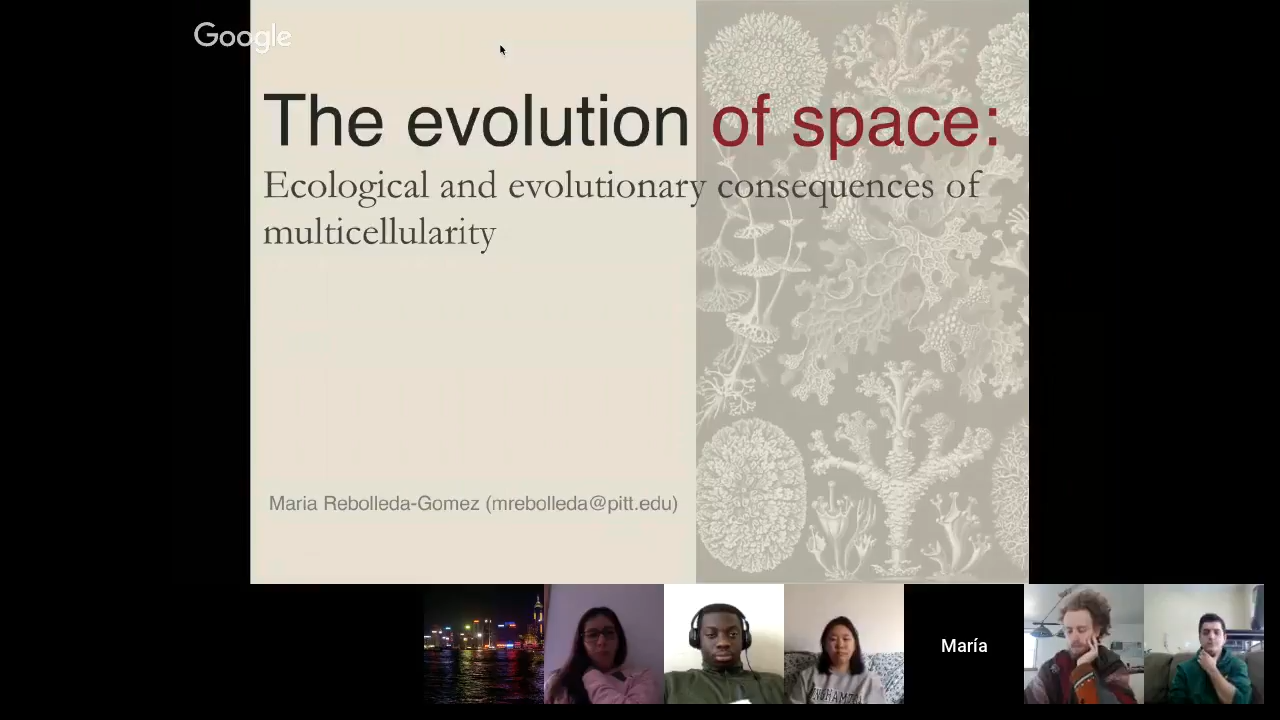 Google
The evolution of space:
Ecological and evolutionary consequences of
multicellularity
Maria Rebolleda-Gomez (mrebolleda@pitt.edu)
María